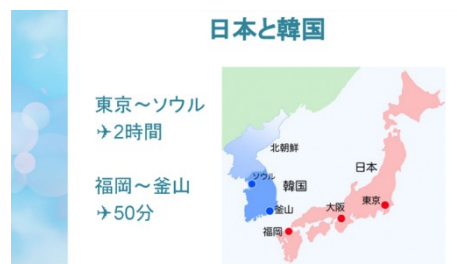 日本と韓国
東京～ソウル
✈2時間
福岡～釜山
✈50分
北朝鮮
ソウル
韓国
釜山
福岡
大阪
東京
日本